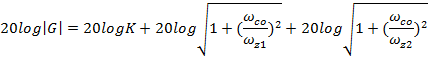 20log|G| = 20logK + 20log√(1 + (ω_co/ω_z1)²) + 20log√(1 + (ω_co/ω_z2)²)